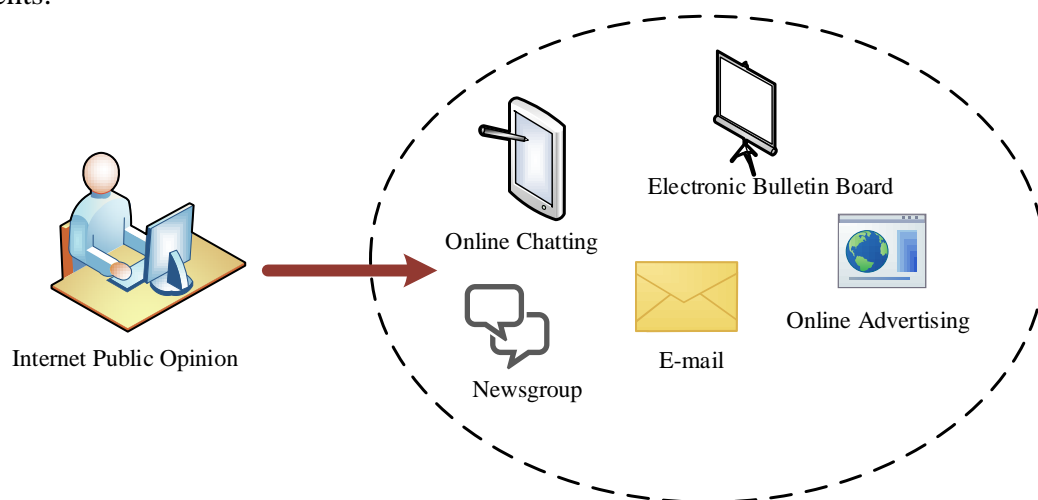 Electronic Bulletin Board
Online Chatting
Online Advertising
Internet Public Opinion
E-mail
Newsgroup